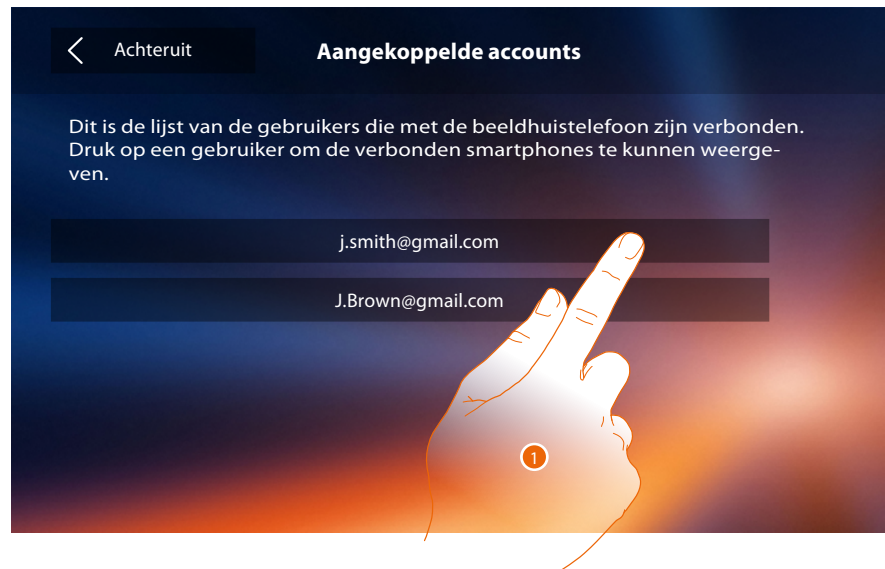 Achteruit
Aangekoppelde accounts
Dit is de lijst van de gebruikers die met de beeldhuistelefoon zijn verbonden.
Druk op een gebruiker om de verbonden smartphones te kunnen weerge-
ven.
j.smith@gmail.com
J.Brown@gmail.com
1